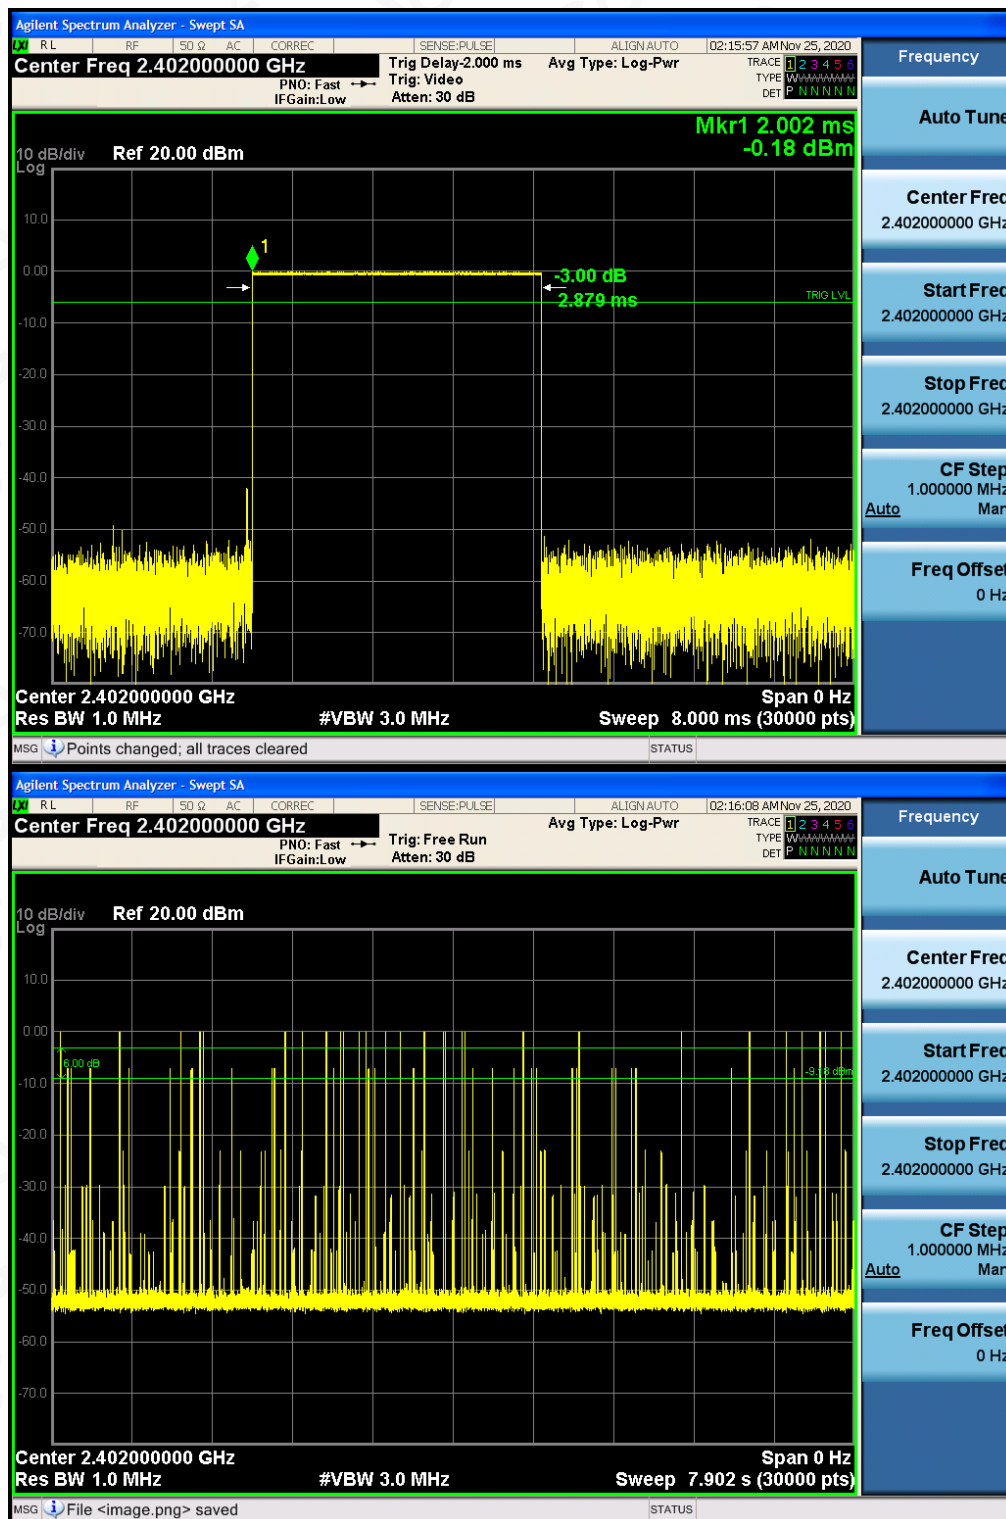 Agilent Spectrum Analyzer - Swept SA
LXI RL RF 50 Ω AC CORREC SENSE:PULSE ALIGN AUTO 02:15:57 AM Nov 25, 2020
Center Freq 2.402000000 GHz
PNO: Fast
IFGain:Low
Trig Delay-2.000 ms
Trig: Video
Atten: 30 dB
Avg Type: Log-Pwr
TRACE 1 2 3 4 5 6
TYPE
DET P N N N N N
Mkr1 2.002 ms
-0.18 dBm
10 dB/div Ref 20.00 dBm
Log
10.0
1
0.00
-3.00 dB
2.879 ms
TRIG LVL
-10.0
-20.0
-30.0
-40.0
-50.0
-60.0
-70.0
Center 2.402000000 GHz Span 0 Hz
Res BW 1.0 MHz #VBW 3.0 MHz Sweep 8.000 ms (30000 pts)
MSG Points changed; all traces cleared STATUS
Frequency
Auto Tune
Center Freq
2.402000000 GHz
Start Freq
2.402000000 GHz
Stop Freq
2.402000000 GHz
CF Step
1.000000 MHz
Auto Man
Freq Offset
0 Hz
Agilent Spectrum Analyzer - Swept SA
LXI RL RF 50 Ω AC CORREC SENSE:PULSE ALIGN AUTO 02:16:08 AM Nov 25, 2020
Center Freq 2.402000000 GHz
PNO: Fast
IFGain:Low
Trig: Free Run
Atten: 30 dB
Avg Type: Log-Pwr
TRACE 1 2 3 4 5 6
TYPE
DET P N N N N N
10 dB/div Ref 20.00 dBm
Log
10.0
0.00
6.00 dB
-9.18 dBm
-10.0
-20.0
-30.0
-40.0
-50.0
-60.0
-70.0
Center 2.402000000 GHz Span 0 Hz
Res BW 1.0 MHz #VBW 3.0 MHz Sweep 7.902 s (30000 pts)
MSG File <image.png> saved STATUS
Frequency
Auto Tune
Center Freq
2.402000000 GHz
Start Freq
2.402000000 GHz
Stop Freq
2.402000000 GHz
CF Step
1.000000 MHz
Auto Man
Freq Offset
0 Hz